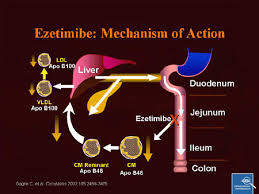 Ezetimibe: Mechanism of Action
LDL
Apo B100
Liver
VLDL
Apo B100
Duodenum
Jejunum
Ezetimibe
X
Ileum
CM Remnant
Apo B48
CM
Apo B48
Colon